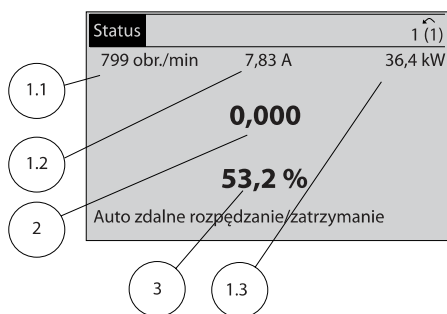 Status
1 (1)
799 obr./min 7,83 A 36,4 kW
1.1
0,000
1.2
53,2 %
Auto zdalne rozpędzanie/zatrzymanie
2
3
1.3